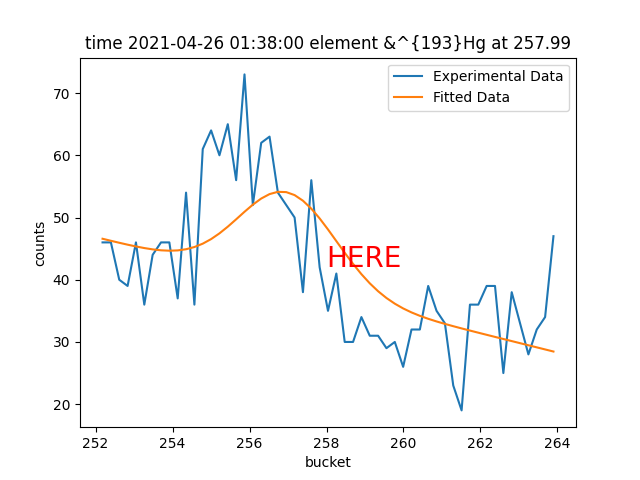 time 2021-04-26 01:38:00 element &^{193}Hg at 257.99
Experimental Data
Fitted Data
HERE
counts
70
60
50
40
30
20
252 254 256 258 260 262 264
bucket